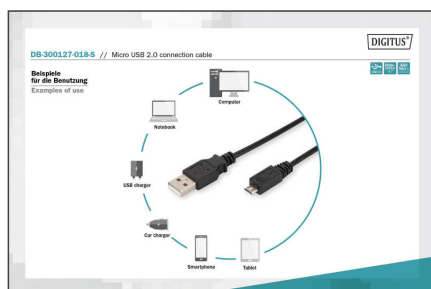 DIGITUS®
DB-300127-018-S // Micro USB 2.0 connection cable
Beispiele
für die Benutzung
Examples of use
Computer
Notebook
USB charger
Car charger
Smartphone
Tablet